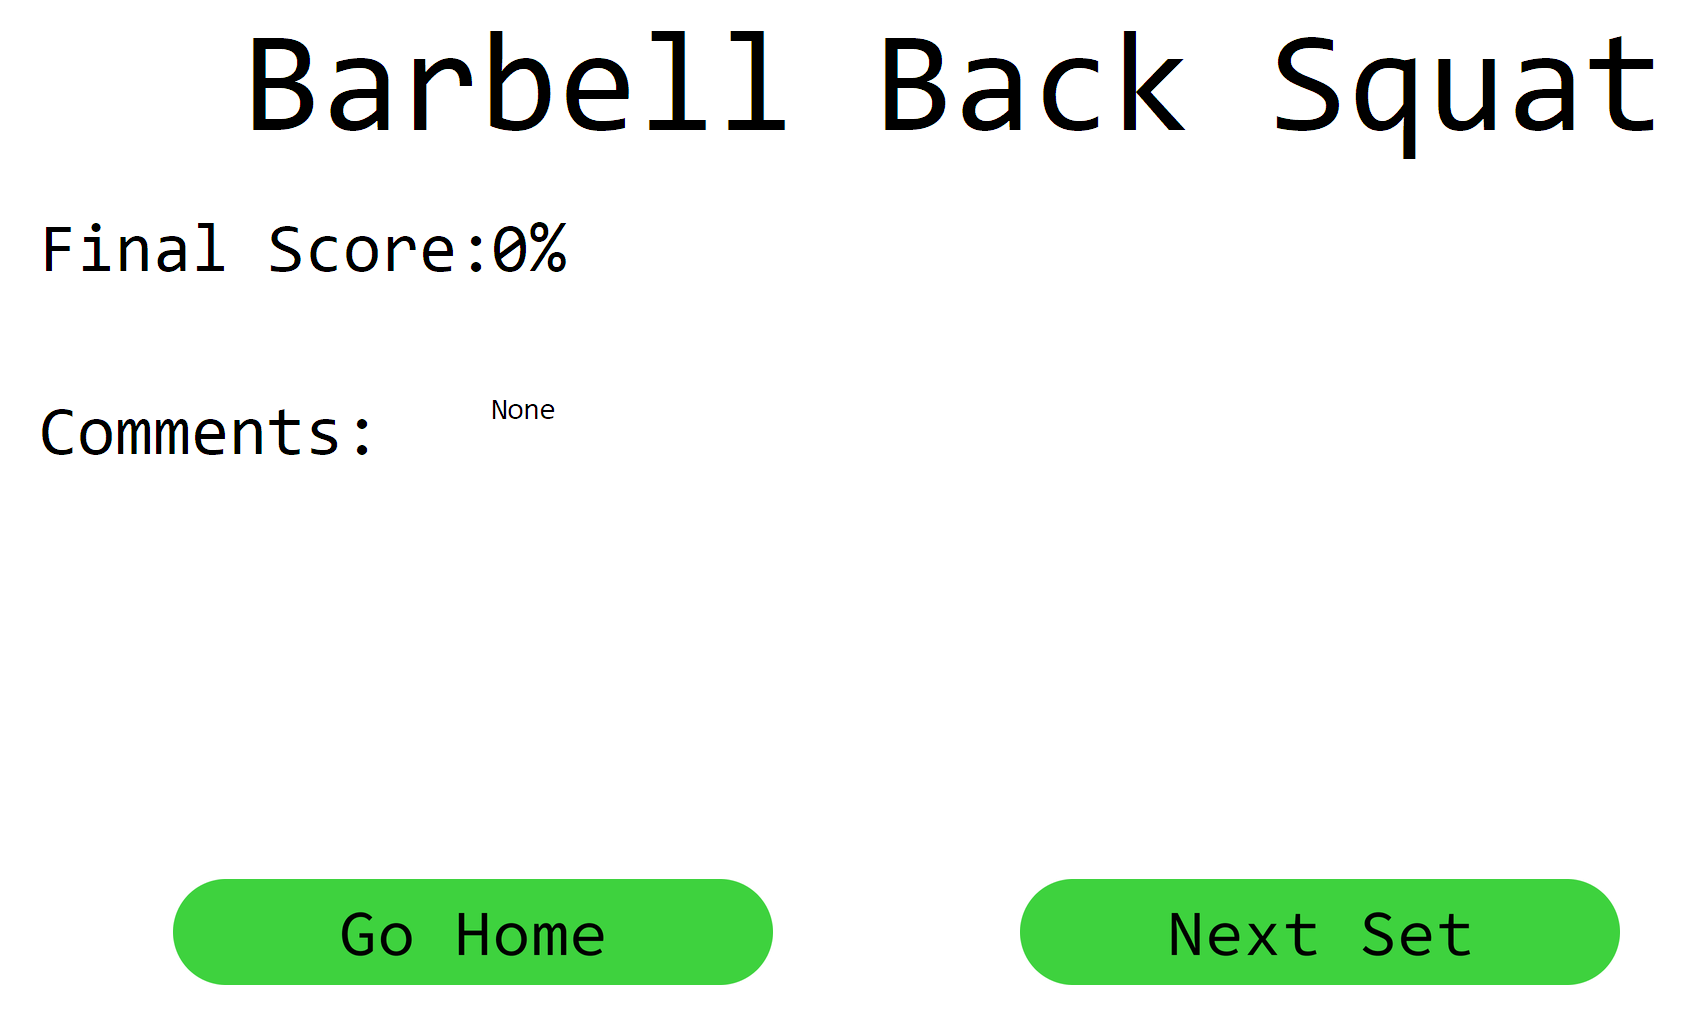 Barbell Back Squat
Final Score:0%
Comments: None
Go Home
Next Set